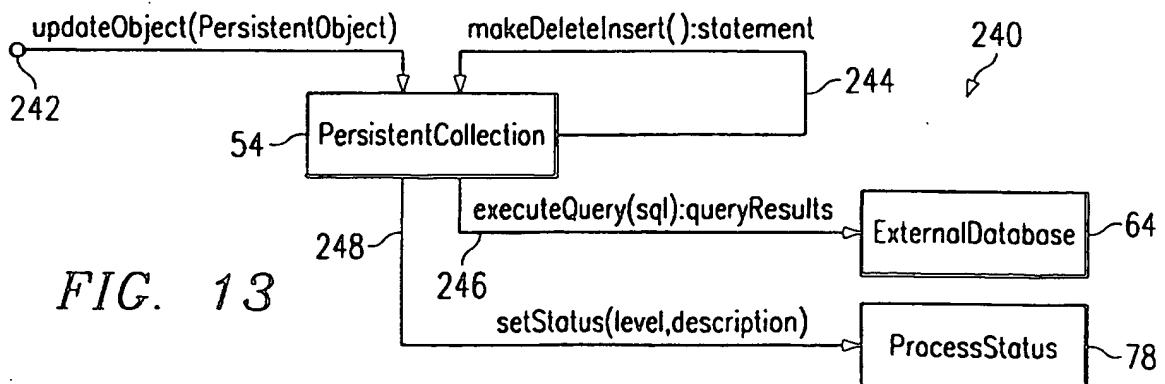 updateObject(PersistentObject)
makeDeleteInsert():statement
240
242
244
54
PersistentCollection
executeQuery(sql):queryResults
ExternalDatabase
64
248
246
FIG. 13
setStatus(level,description)
ProcessStatus
78